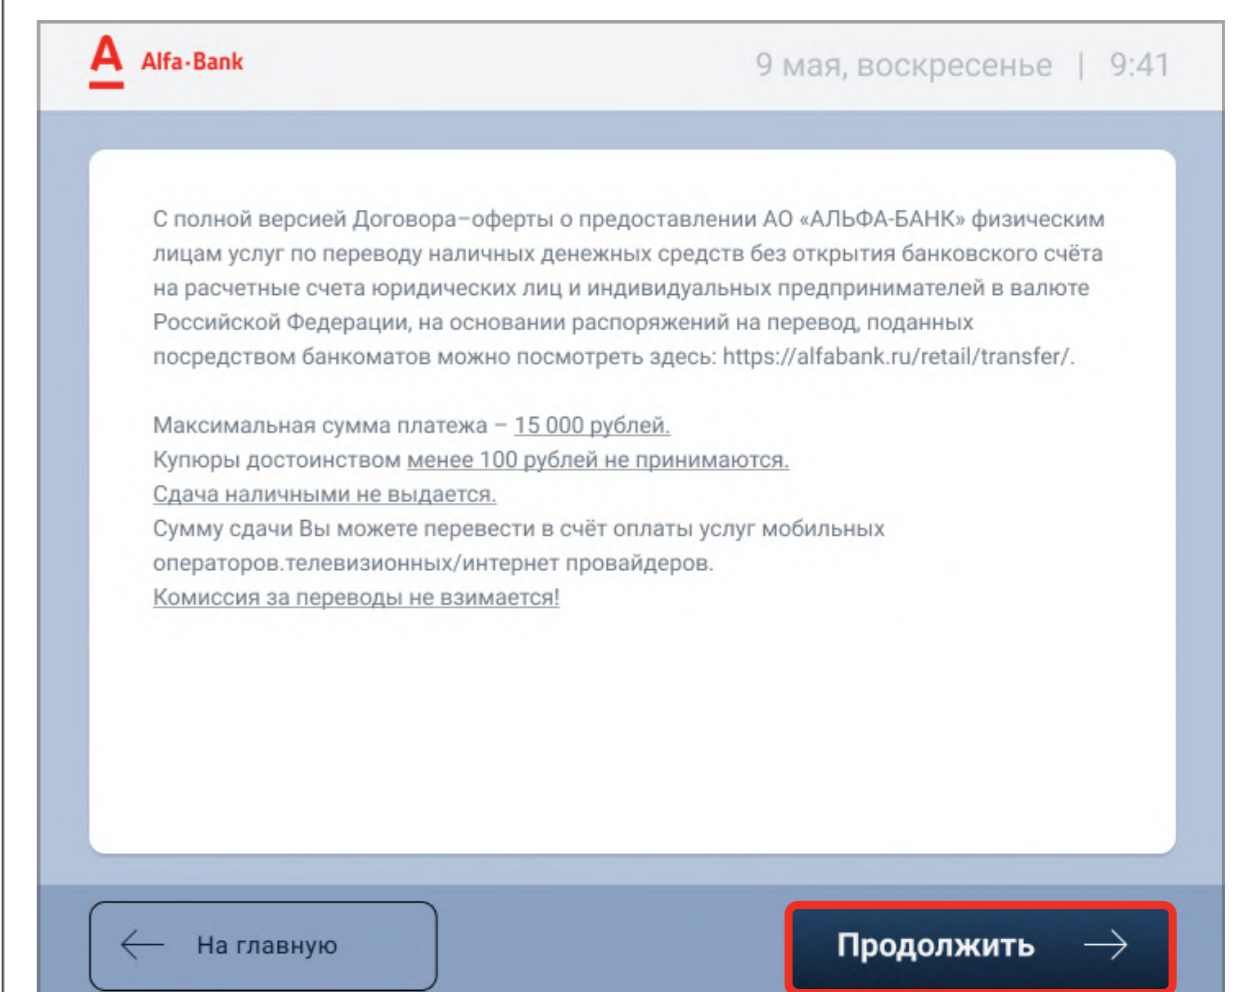 Alfa·Bank
9 мая, воскресенье | 9:41
С полной версией Договора–оферты о предоставлении АО «АЛЬФА-БАНК» физическим
лицам услуг по переводу наличных денежных средств без открытия банковского счёта
на расчетные счета юридических лиц и индивидуальных предпринимателей в валюте
Российской Федерации, на основании распоряжений на перевод, поданных
посредством банкоматов можно посмотреть здесь: https://alfabank.ru/retail/transfer/.
Максимальная сумма платежа – 15 000 рублей.
Купюры достоинством менее 100 рублей не принимаются.
Сдача наличными не выдается.
Сумму сдачи Вы можете перевести в счёт оплаты услуг мобильных
операторов.телевизионных/интернет провайдеров.
Комиссия за переводы не взимается!
На главную
Продолжить